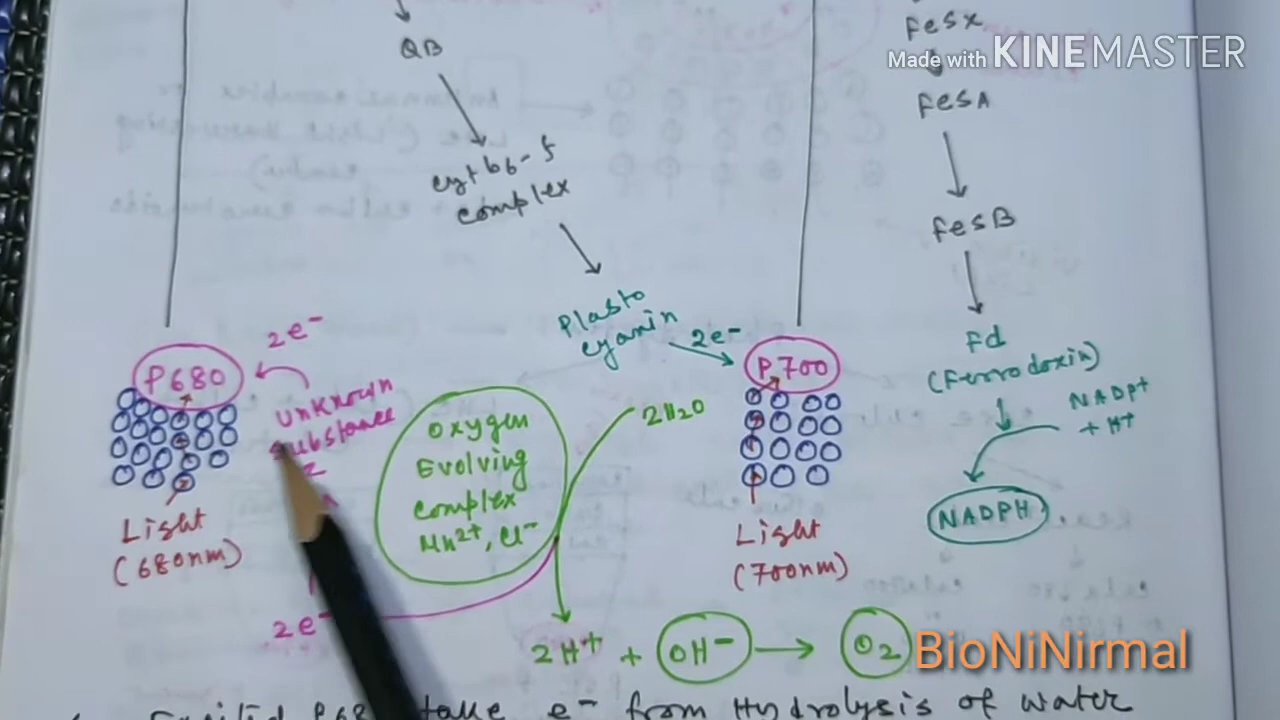 QB
Fesx
Made with KINEMASTER
FesA
cyt b6-f
complex
FesB
Plasto
cyanin
2e-
2e-
P680
P700
Fd
(Ferrodoxin)
NADP+
+ H+
Unknown
substance
Z
Oxygen
Evolving
complex
Mn2+, Cl-
2H2O
NADPH
Light
(680nm)
Light
(700nm)
2e-
2H+ + OH- → O2
BioNiNirmal
take e- from Hydrolysis of water